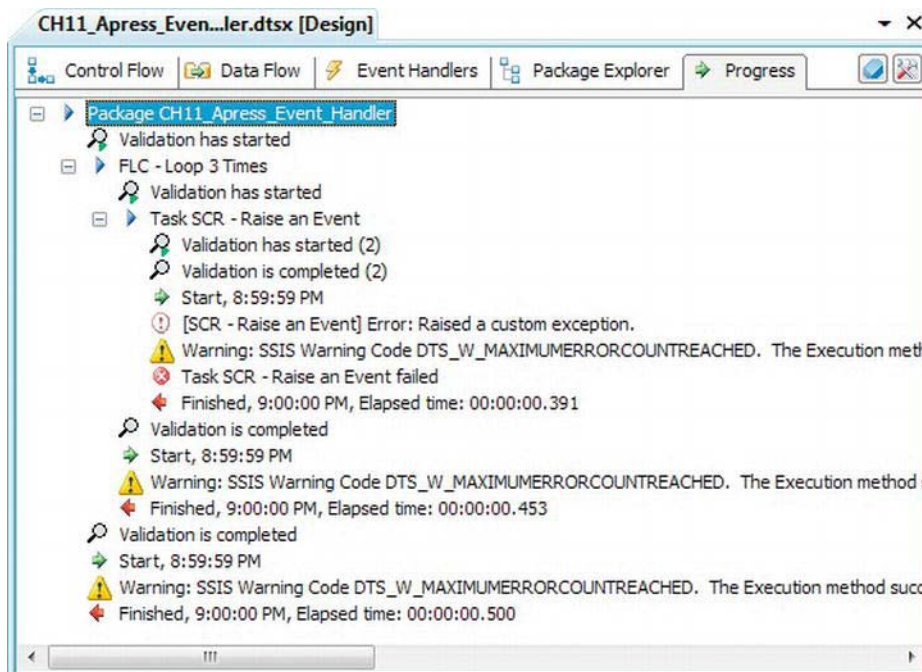 CH11_Apress_Even...ler.dtsx [Design]
Control Flow Data Flow Event Handlers Package Explorer Progress
Package CH11_Apress_Event_Handler
Validation has started
FLC - Loop 3 Times
Validation has started
Task SCR - Raise an Event
Validation has started (2)
Validation is completed (2)
Start, 8:59:59 PM
[SCR - Raise an Event] Error: Raised a custom exception.
Warning: SSIS Warning Code DTS_W_MAXIMUMERRORCOUNTREACHED. The Execution meth
Task SCR - Raise an Event failed
Finished, 9:00:00 PM, Elapsed time: 00:00:00.391
Validation is completed
Start, 8:59:59 PM
Warning: SSIS Warning Code DTS_W_MAXIMUMERRORCOUNTREACHED. The Execution method
Finished, 9:00:00 PM, Elapsed time: 00:00:00.453
Validation is completed
Start, 8:59:59 PM
Warning: SSIS Warning Code DTS_W_MAXIMUMERRORCOUNTREACHED. The Execution method succ
Finished, 9:00:00 PM, Elapsed time: 00:00:00.500